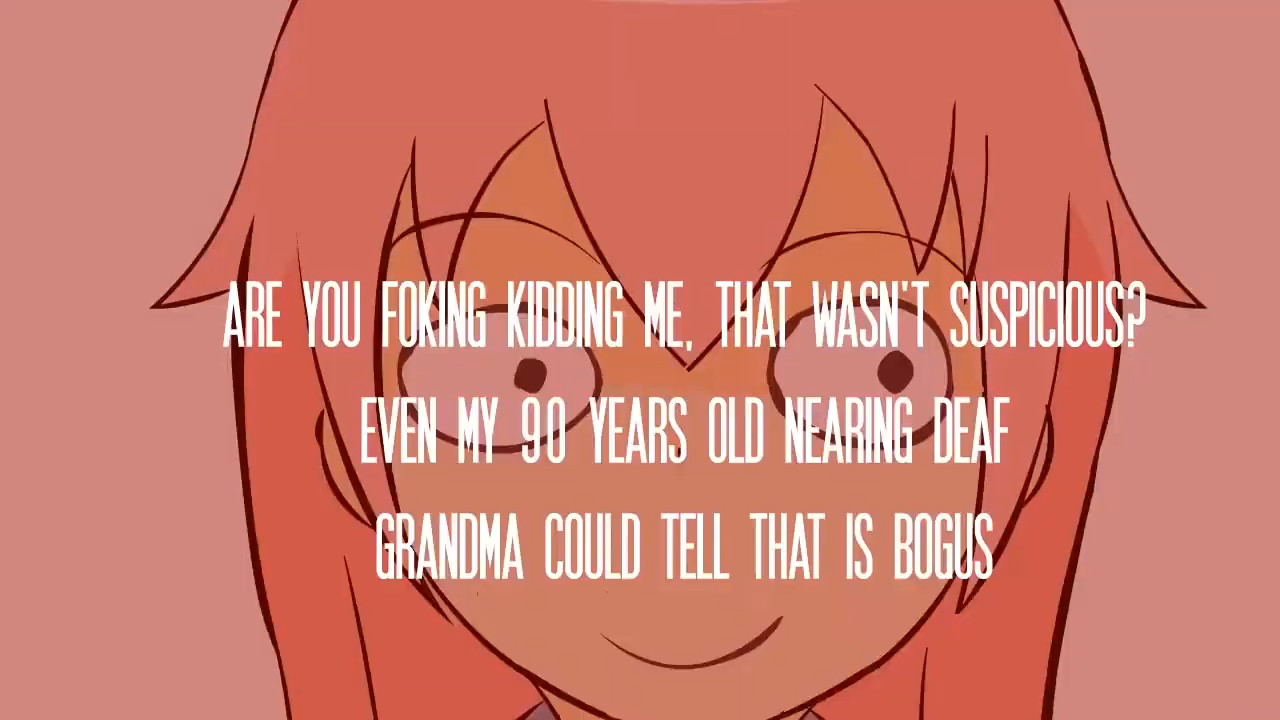 ARE YOU FOKING KIDDING ME, THAT WASN'T SUSPICIOUS?
EVEN MY 90 YEARS OLD NEARING DEAF
GRANDMA COULD TELL THAT IS BOGUS